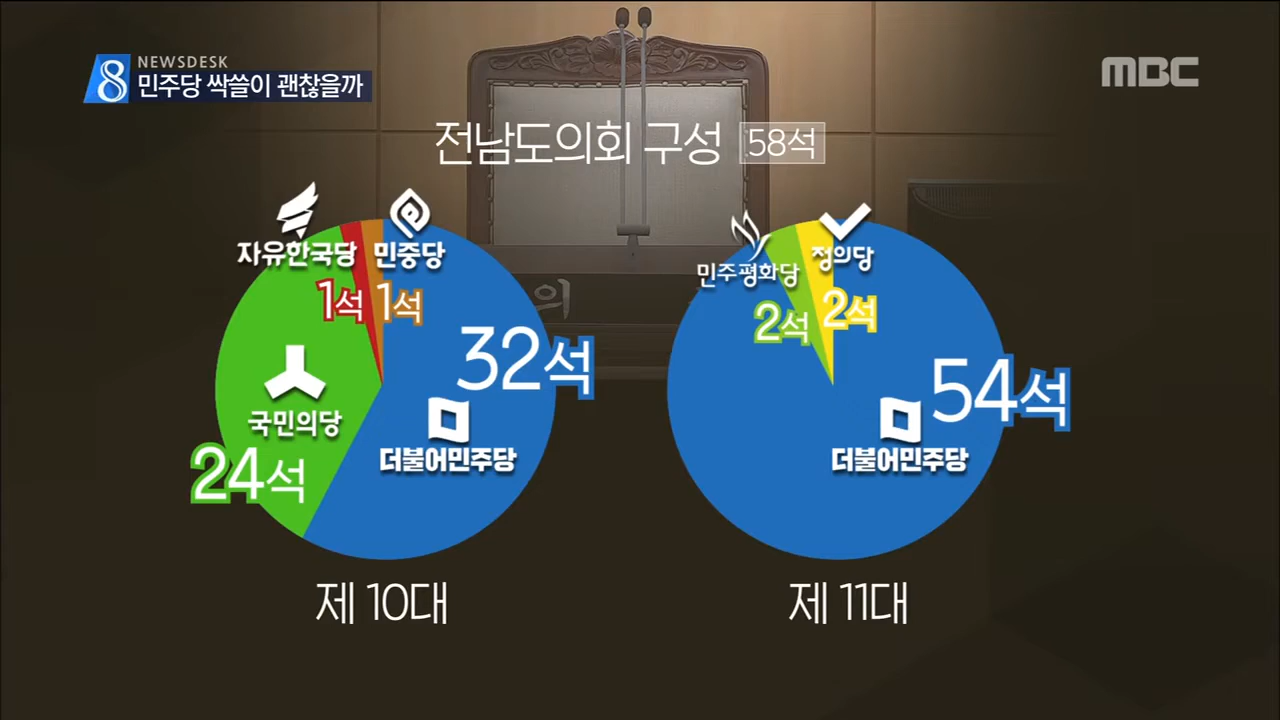 NEWSDESK
8 민주당 싹쓸이 괜찮을까
MBC
전남도의회 구성 58석
자유한국당
1석
민중당
1석
32석
더불어민주당
국민의당
24석
제 10대
민주평화당
2석
정의당
2석
54석
더불어민주당
제 11대
의